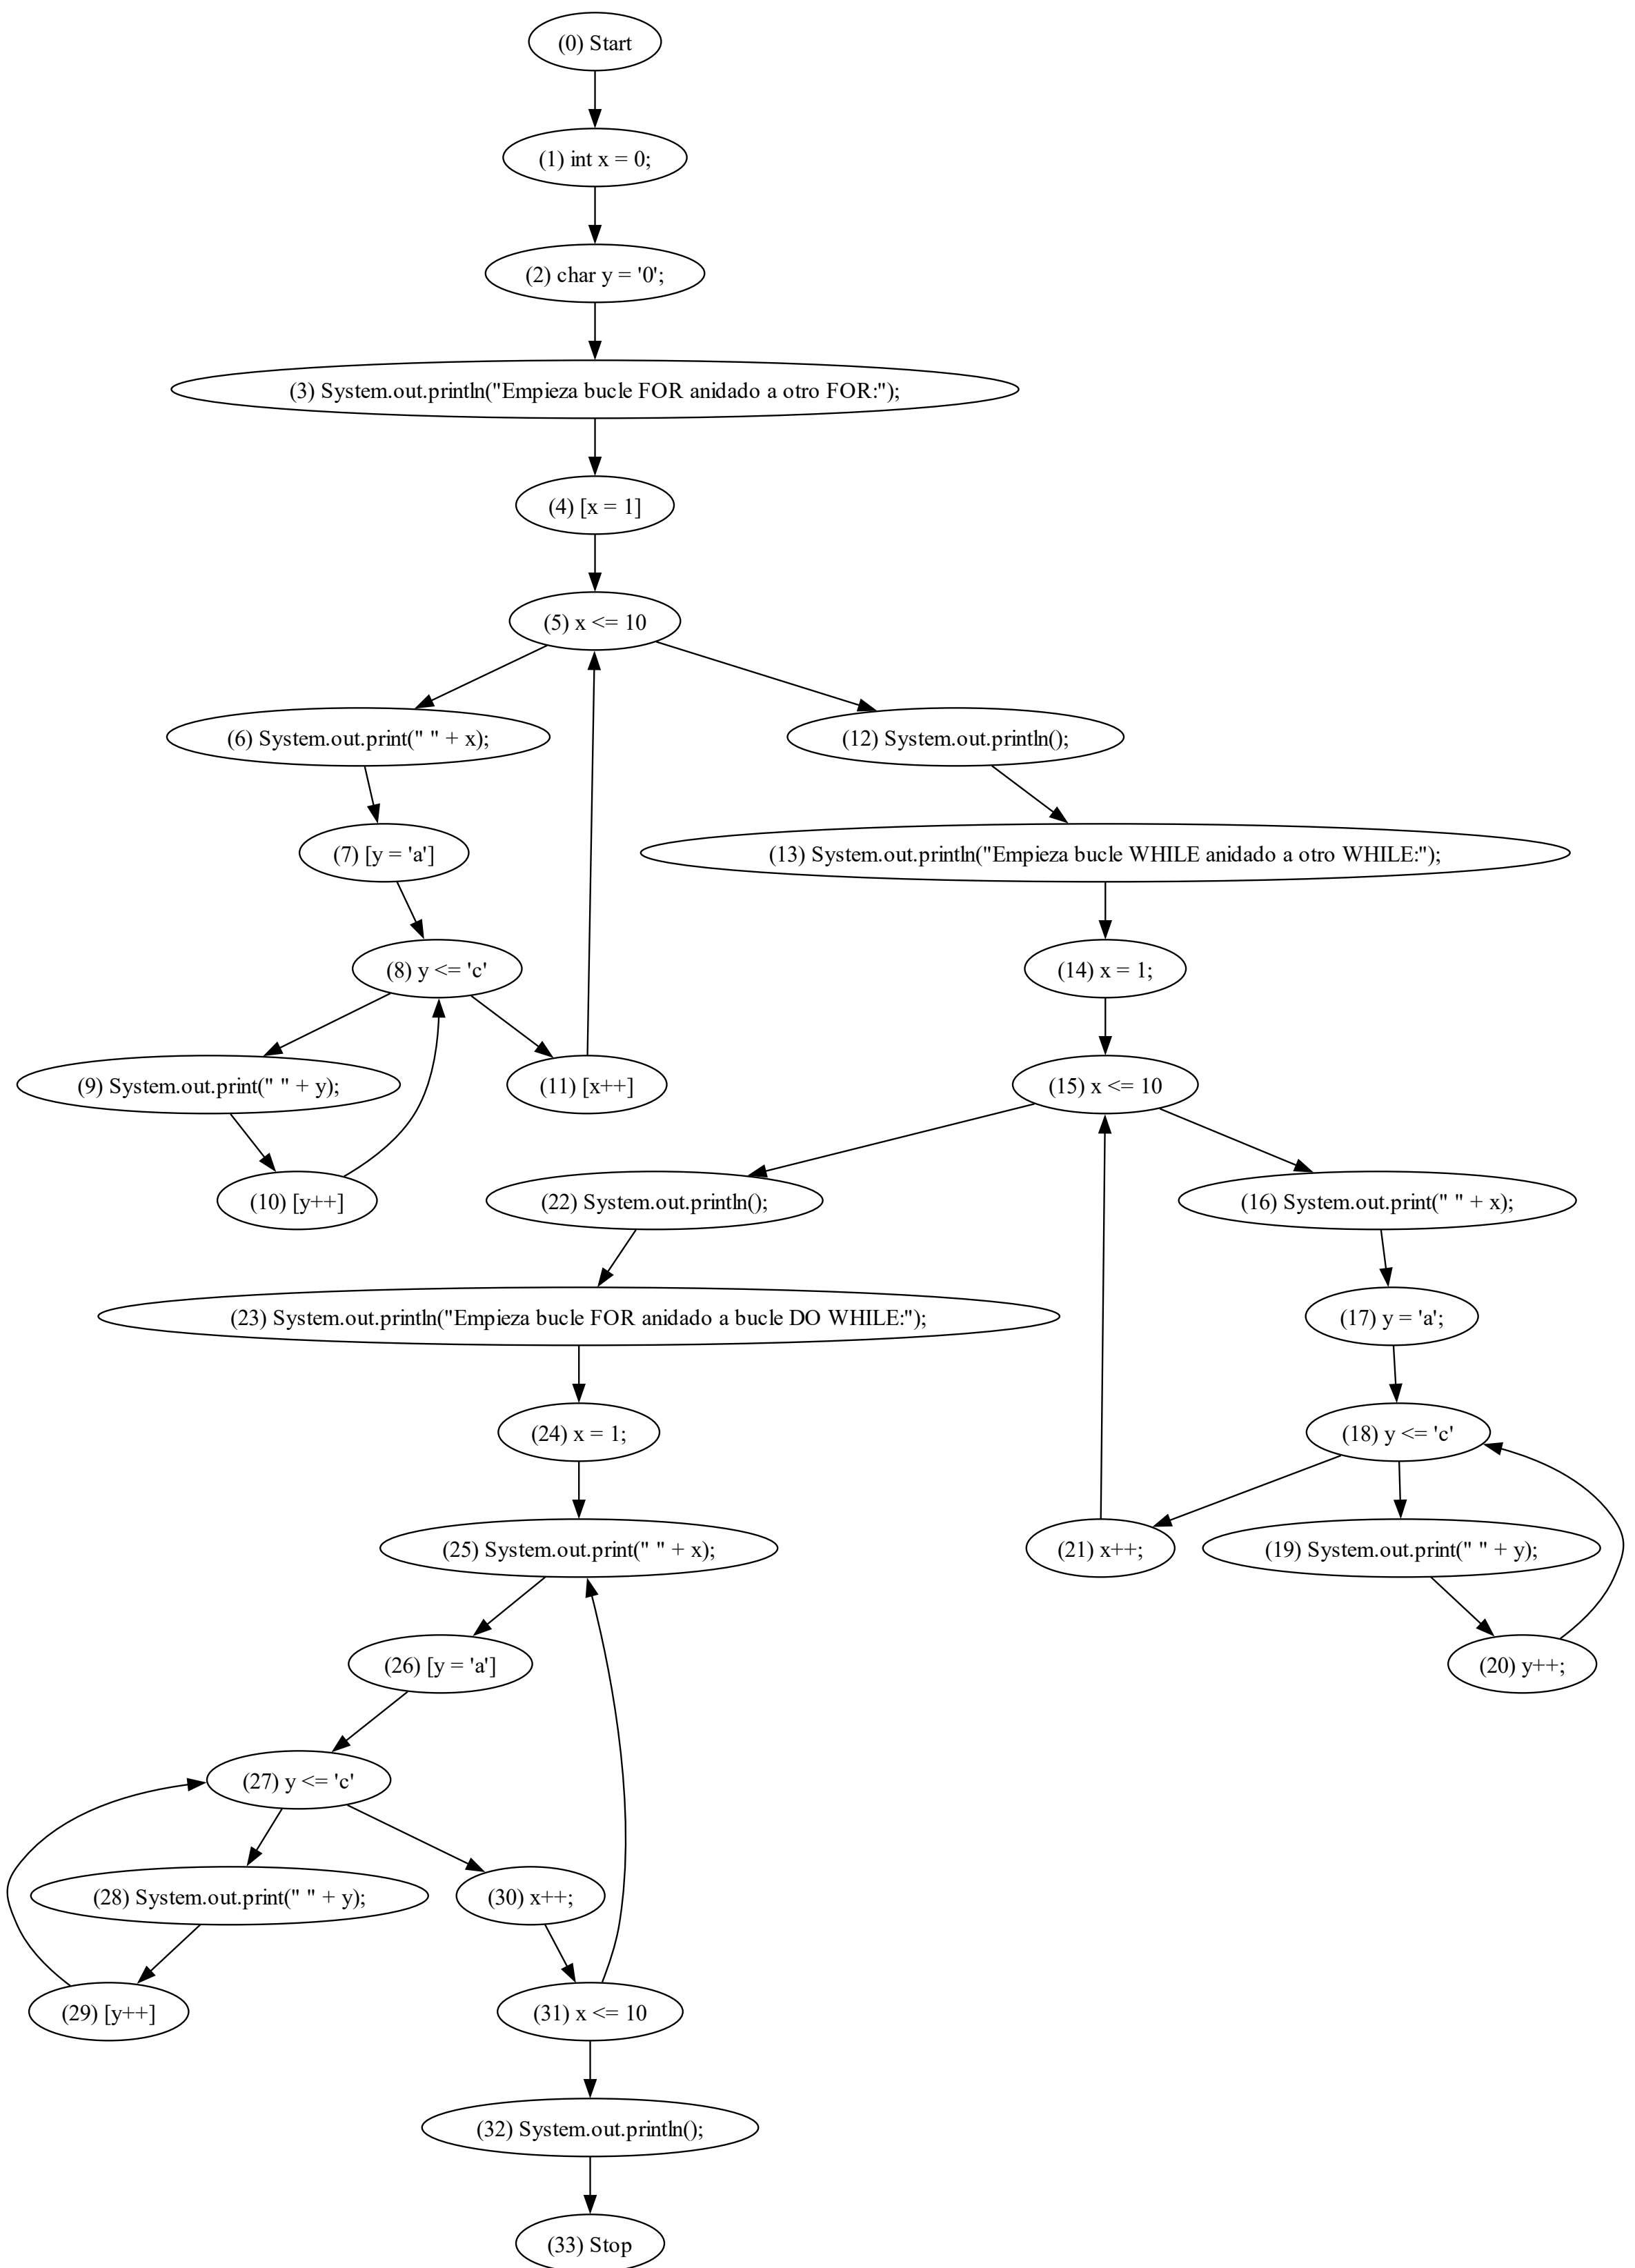 (0) Start
(1) int x = 0;
(2) char y = '0';
(3) System.out.println("Empieza bucle FOR anidado a otro FOR:");
(4) [x = 1]
(5) x <= 10
(6) System.out.print(" " + x);
(12) System.out.println();
(7) [y = 'a']
(13) System.out.println("Empieza bucle WHILE anidado a otro WHILE:");
(8) y <= 'c'
(14) x = 1;
(9) System.out.print(" " + y);
(11) [x++]
(15) x <= 10
(10) [y++]
(22) System.out.println();
(16) System.out.print(" " + x);
(23) System.out.println("Empieza bucle FOR anidado a bucle DO WHILE:");
(17) y = 'a';
(24) x = 1;
(18) y <= 'c'
(25) System.out.print(" " + x);
(21) x++;
(19) System.out.print(" " + y);
(26) [y = 'a']
(20) y++;
(27) y <= 'c'
(28) System.out.print(" " + y);
(30) x++;
(29) [y++]
(31) x <= 10
(32) System.out.println();
(33) Stop